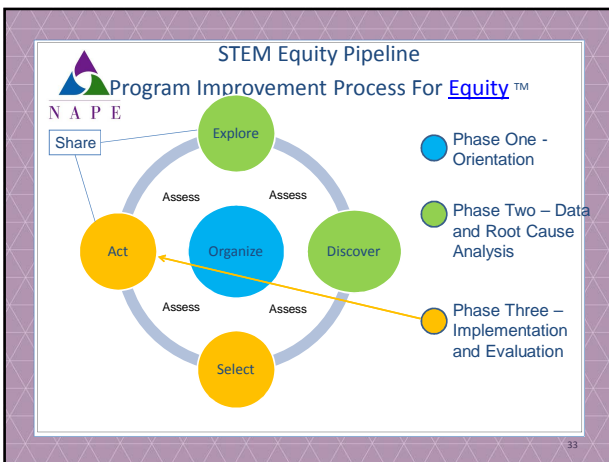 STEM Equity Pipeline
Program Improvement Process For Equity ™
N A P E
Share
Explore
Phase One -
Orientation
Assess
Assess
Phase Two – Data
and Root Cause
Analysis
Act
Organize
Discover
Assess
Assess
Phase Three –
Implementation
and Evaluation
Select
33